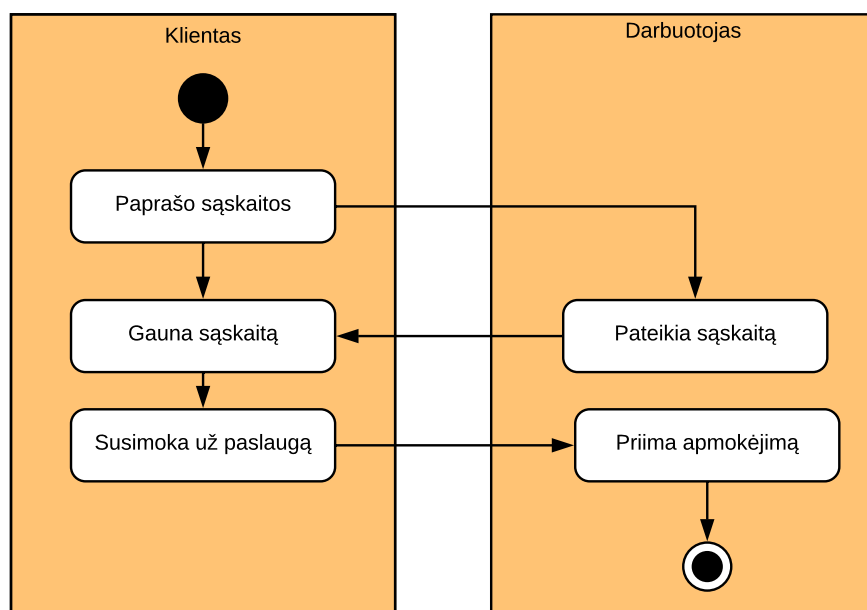 Klientas
Darbuotojas
Paprašo sąskaitos
Gauna sąskaitą
Pateikia sąskaitą
Susimoka už paslaugą
Priima apmokėjimą